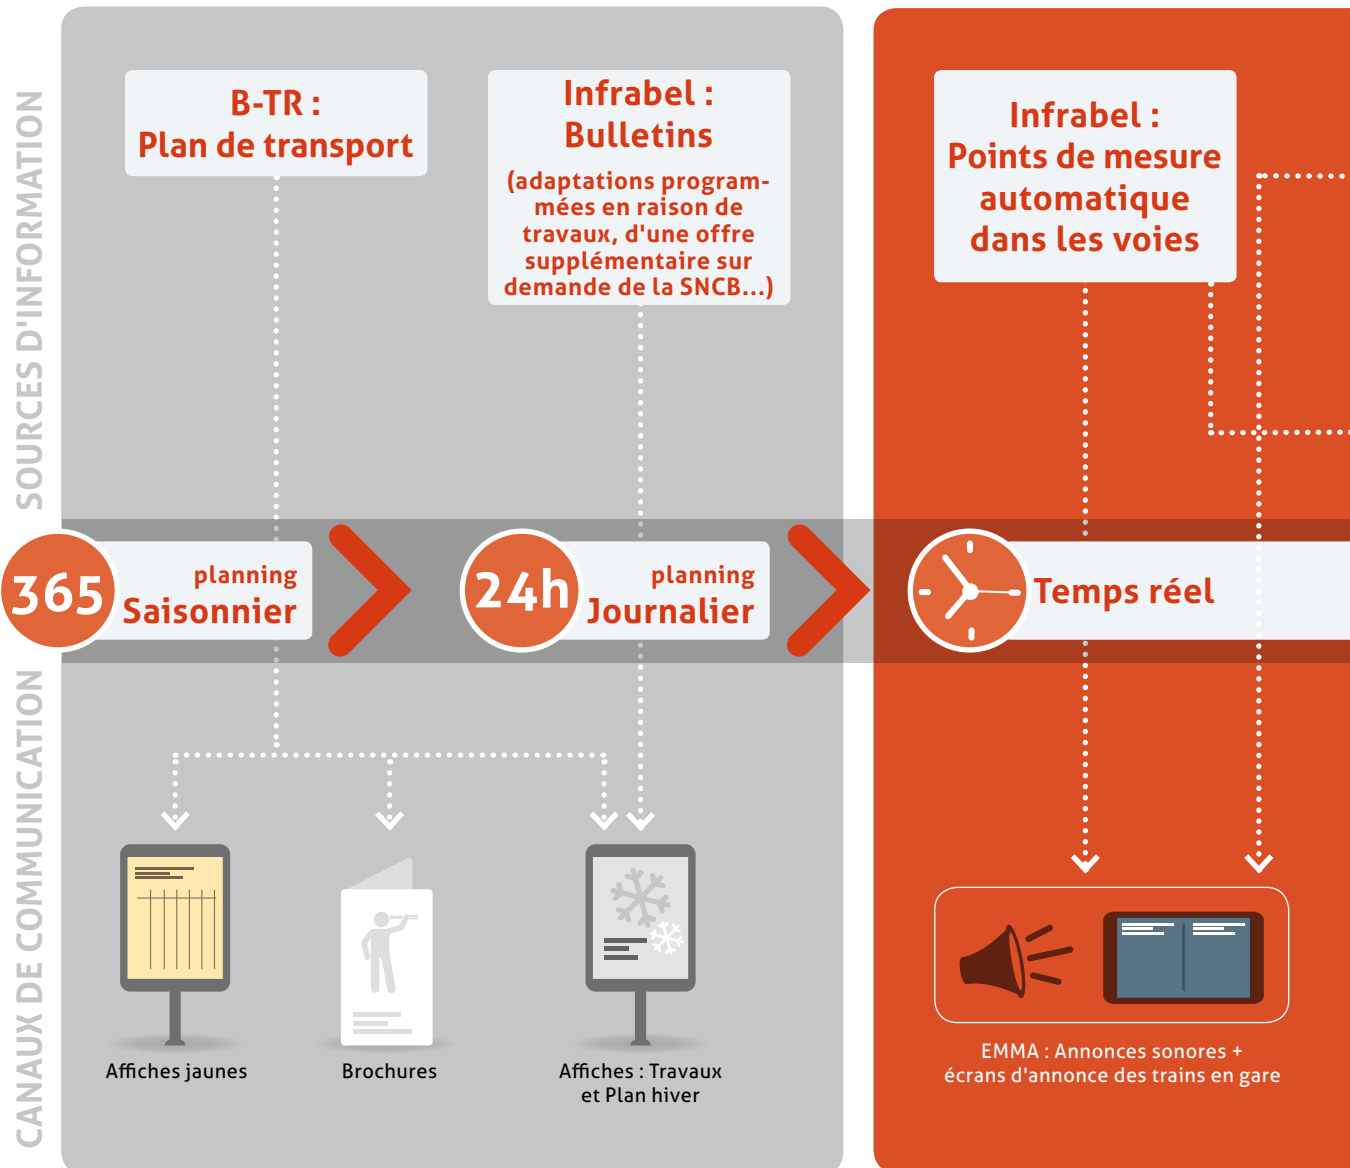 SOURCES D'INFORMATION
B-TR :
Plan de transport
Infrabel :
Bulletins
(adaptations program-
mées en raison de
travaux, d'une offre
supplémentaire sur
demande de la SNCB...)
Infrabel :
Points de mesure
automatique
dans les voies
365
planning
Saisonnier
24h
planning
Journalier
Temps réel
CANAUX DE COMMUNICATION
Affiches jaunes
Brochures
Affiches : Travaux
et Plan hiver
EMMA : Annonces sonores +
écrans d'annonce des trains en gare